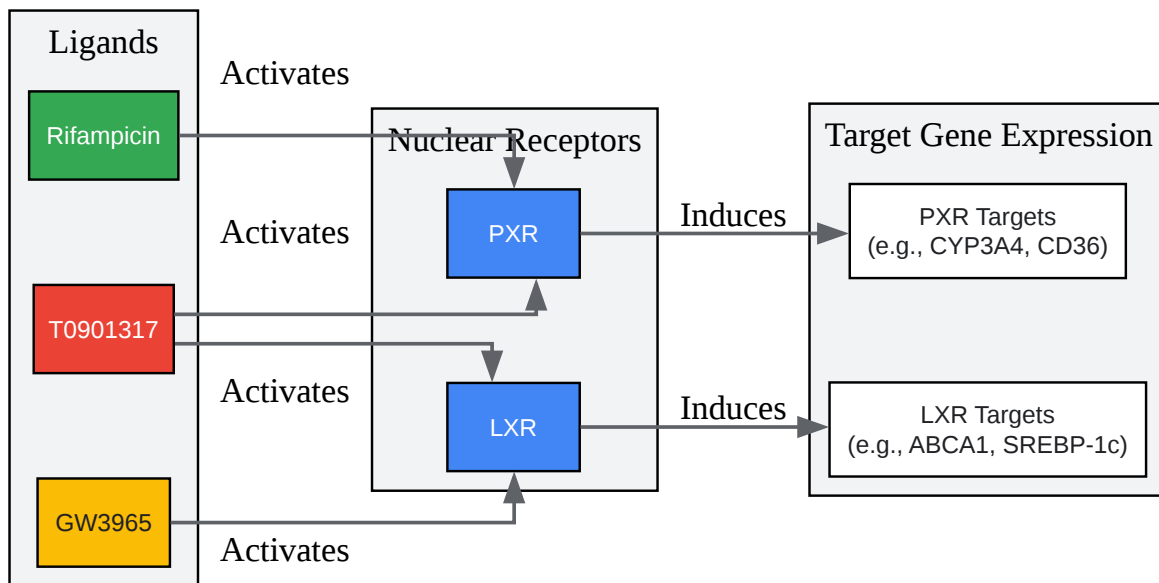 Ligands
Activates
Rifampicin
Nuclear Receptors
Target Gene Expression
Activates
PXR
Induces
PXR Targets
(e.g., CYP3A4, CD36)
T0901317
Activates
LXR
Induces
LXR Targets
(e.g., ABCA1, SREBP-1c)
GW3965
Activates